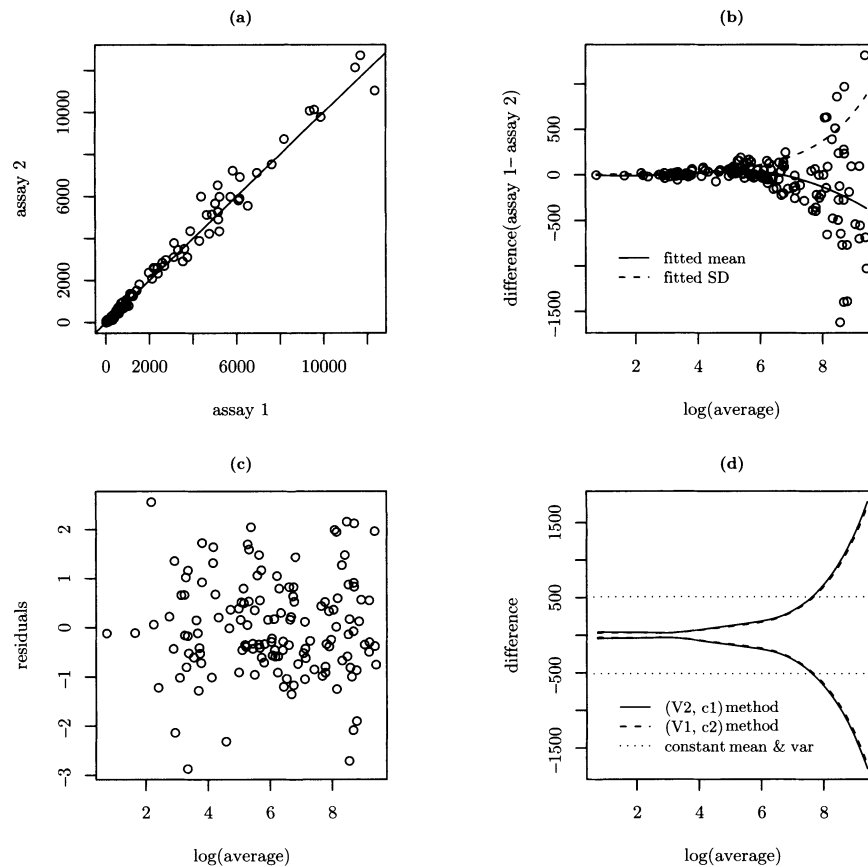 (a)
assay 2
10000
6000
2000
0
0 2000 6000 10000
assay 1
(b)
difference(assay 1– assay 2)
500
0
−500
−1500
fitted mean
fitted SD
2 4 6 8
log(average)
(c)
residuals
2
1
0
−1
−2
−3
2 4 6 8
log(average)
(d)
difference
1500
500
−500
−1500
(V2, c1) method
(V1, c2) method
constant mean & var
2 4 6 8
log(average)